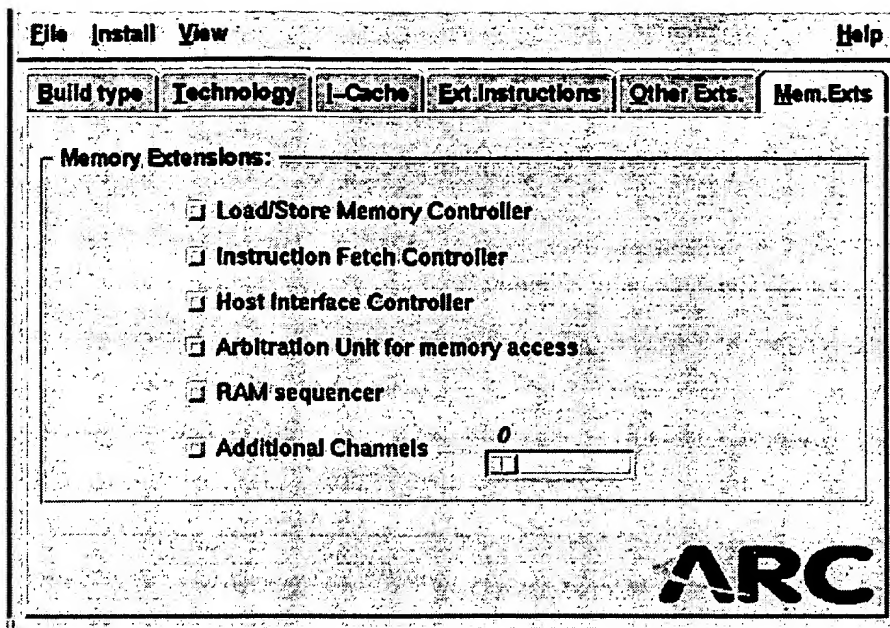 File Install View Help
Build type Technology I-Cache Ext.Instructions Other Exts. Mem.Exts
Memory Extensions:
Load/Store Memory Controller
Instruction Fetch Controller
Host Interface Controller
Arbitration Unit for memory access
RAM sequencer
Additional Channels 0
ARC